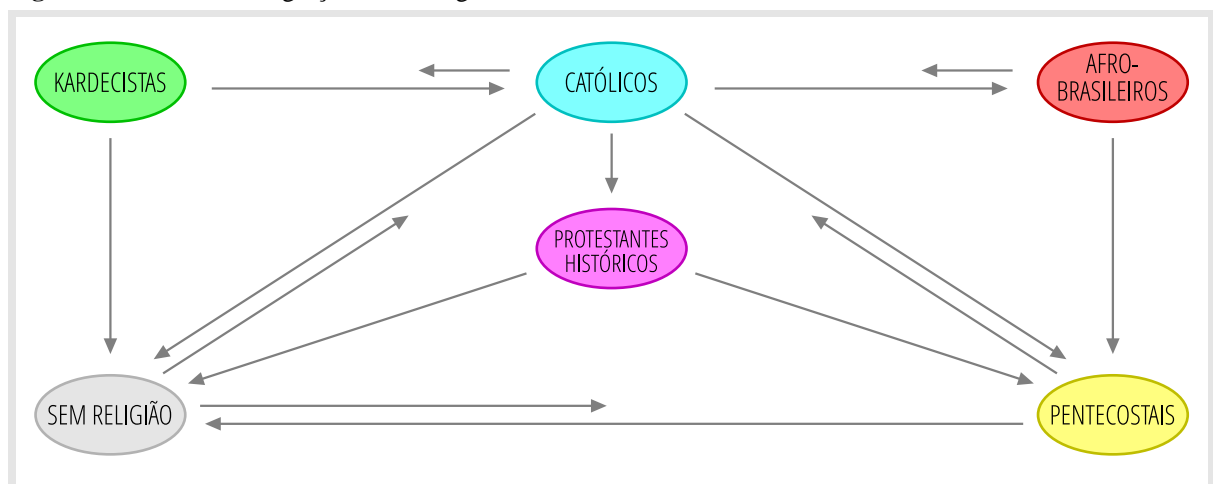 KARDECISTAS
CATÓLICOS
AFRO-
BRASILEIROS
PROTESTANTES
HISTÓRICOS
SEM RELIGIÃO
PENTECOSTAIS